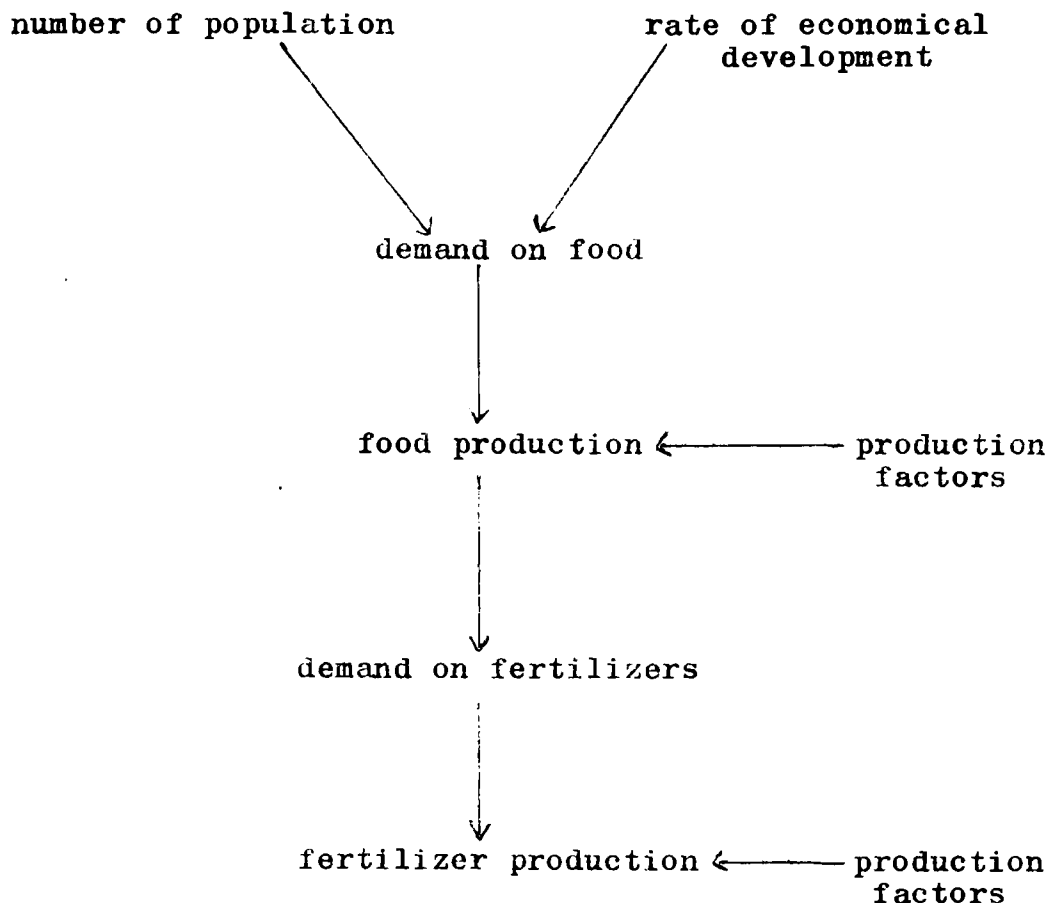 number of population
rate of economical
development
demand on food
food production
production
factors
demand on fertilizers
fertilizer production
production
factors